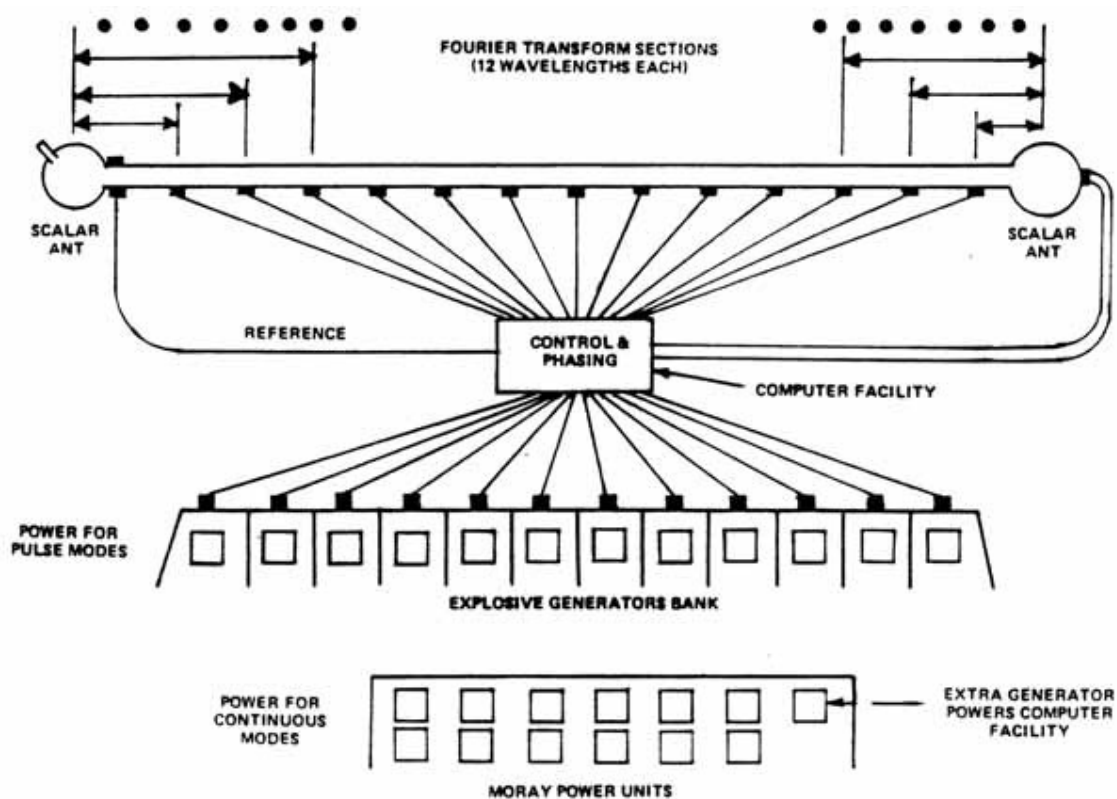 FOURIER TRANSFORM SECTIONS
(12 WAVELENGTHS EACH)
SCALAR
ANT
SCALAR
ANT
REFERENCE
CONTROL &
PHASING
COMPUTER FACILITY
POWER FOR
PULSE MODES
EXPLOSIVE GENERATORS BANK
POWER FOR
CONTINUOUS
MODES
EXTRA GENERATOR
POWERS COMPUTER
FACILITY
MORAY POWER UNITS